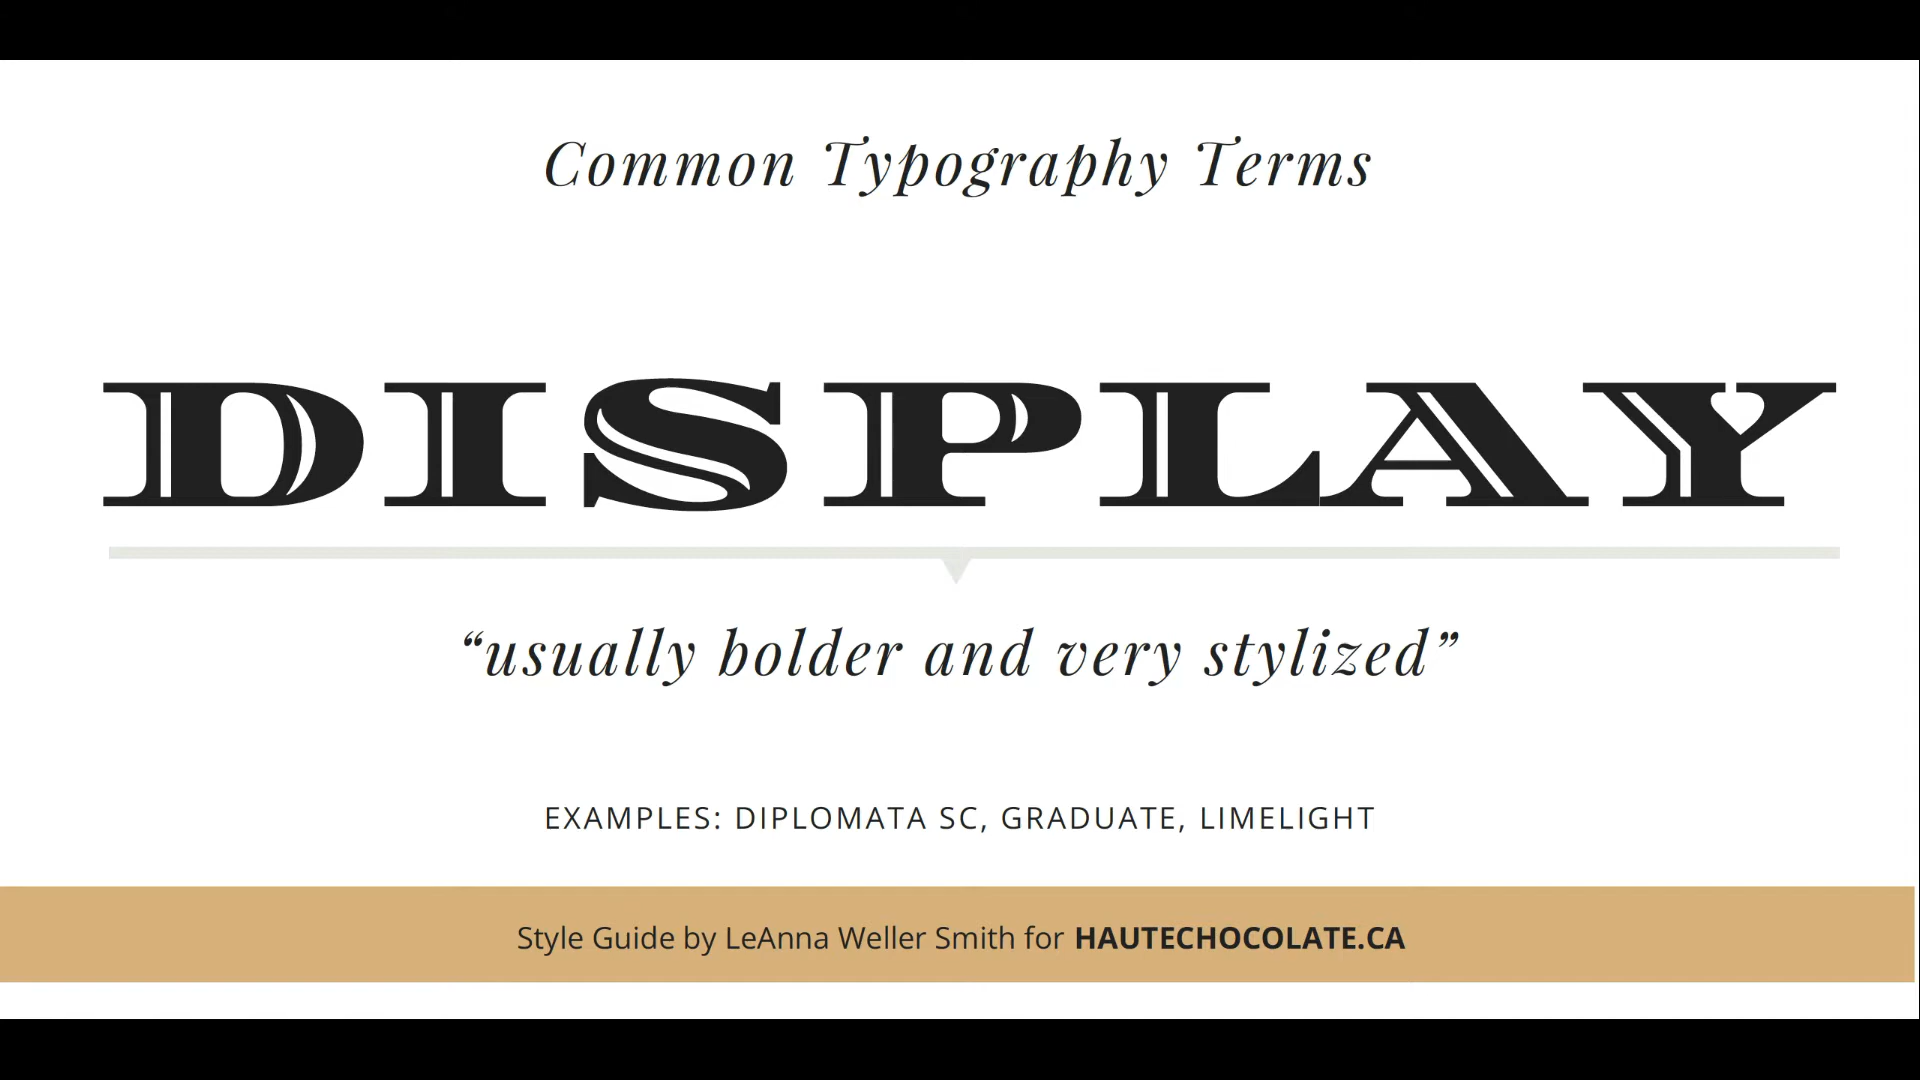 Common Typography Terms
DISPLAY
“usually bolder and very stylized”
EXAMPLES: DIPLOMATA SC, GRADUATE, LIMELIGHT
Style Guide by LeAnna Weller Smith for HAUTECHOCOLATE.CA